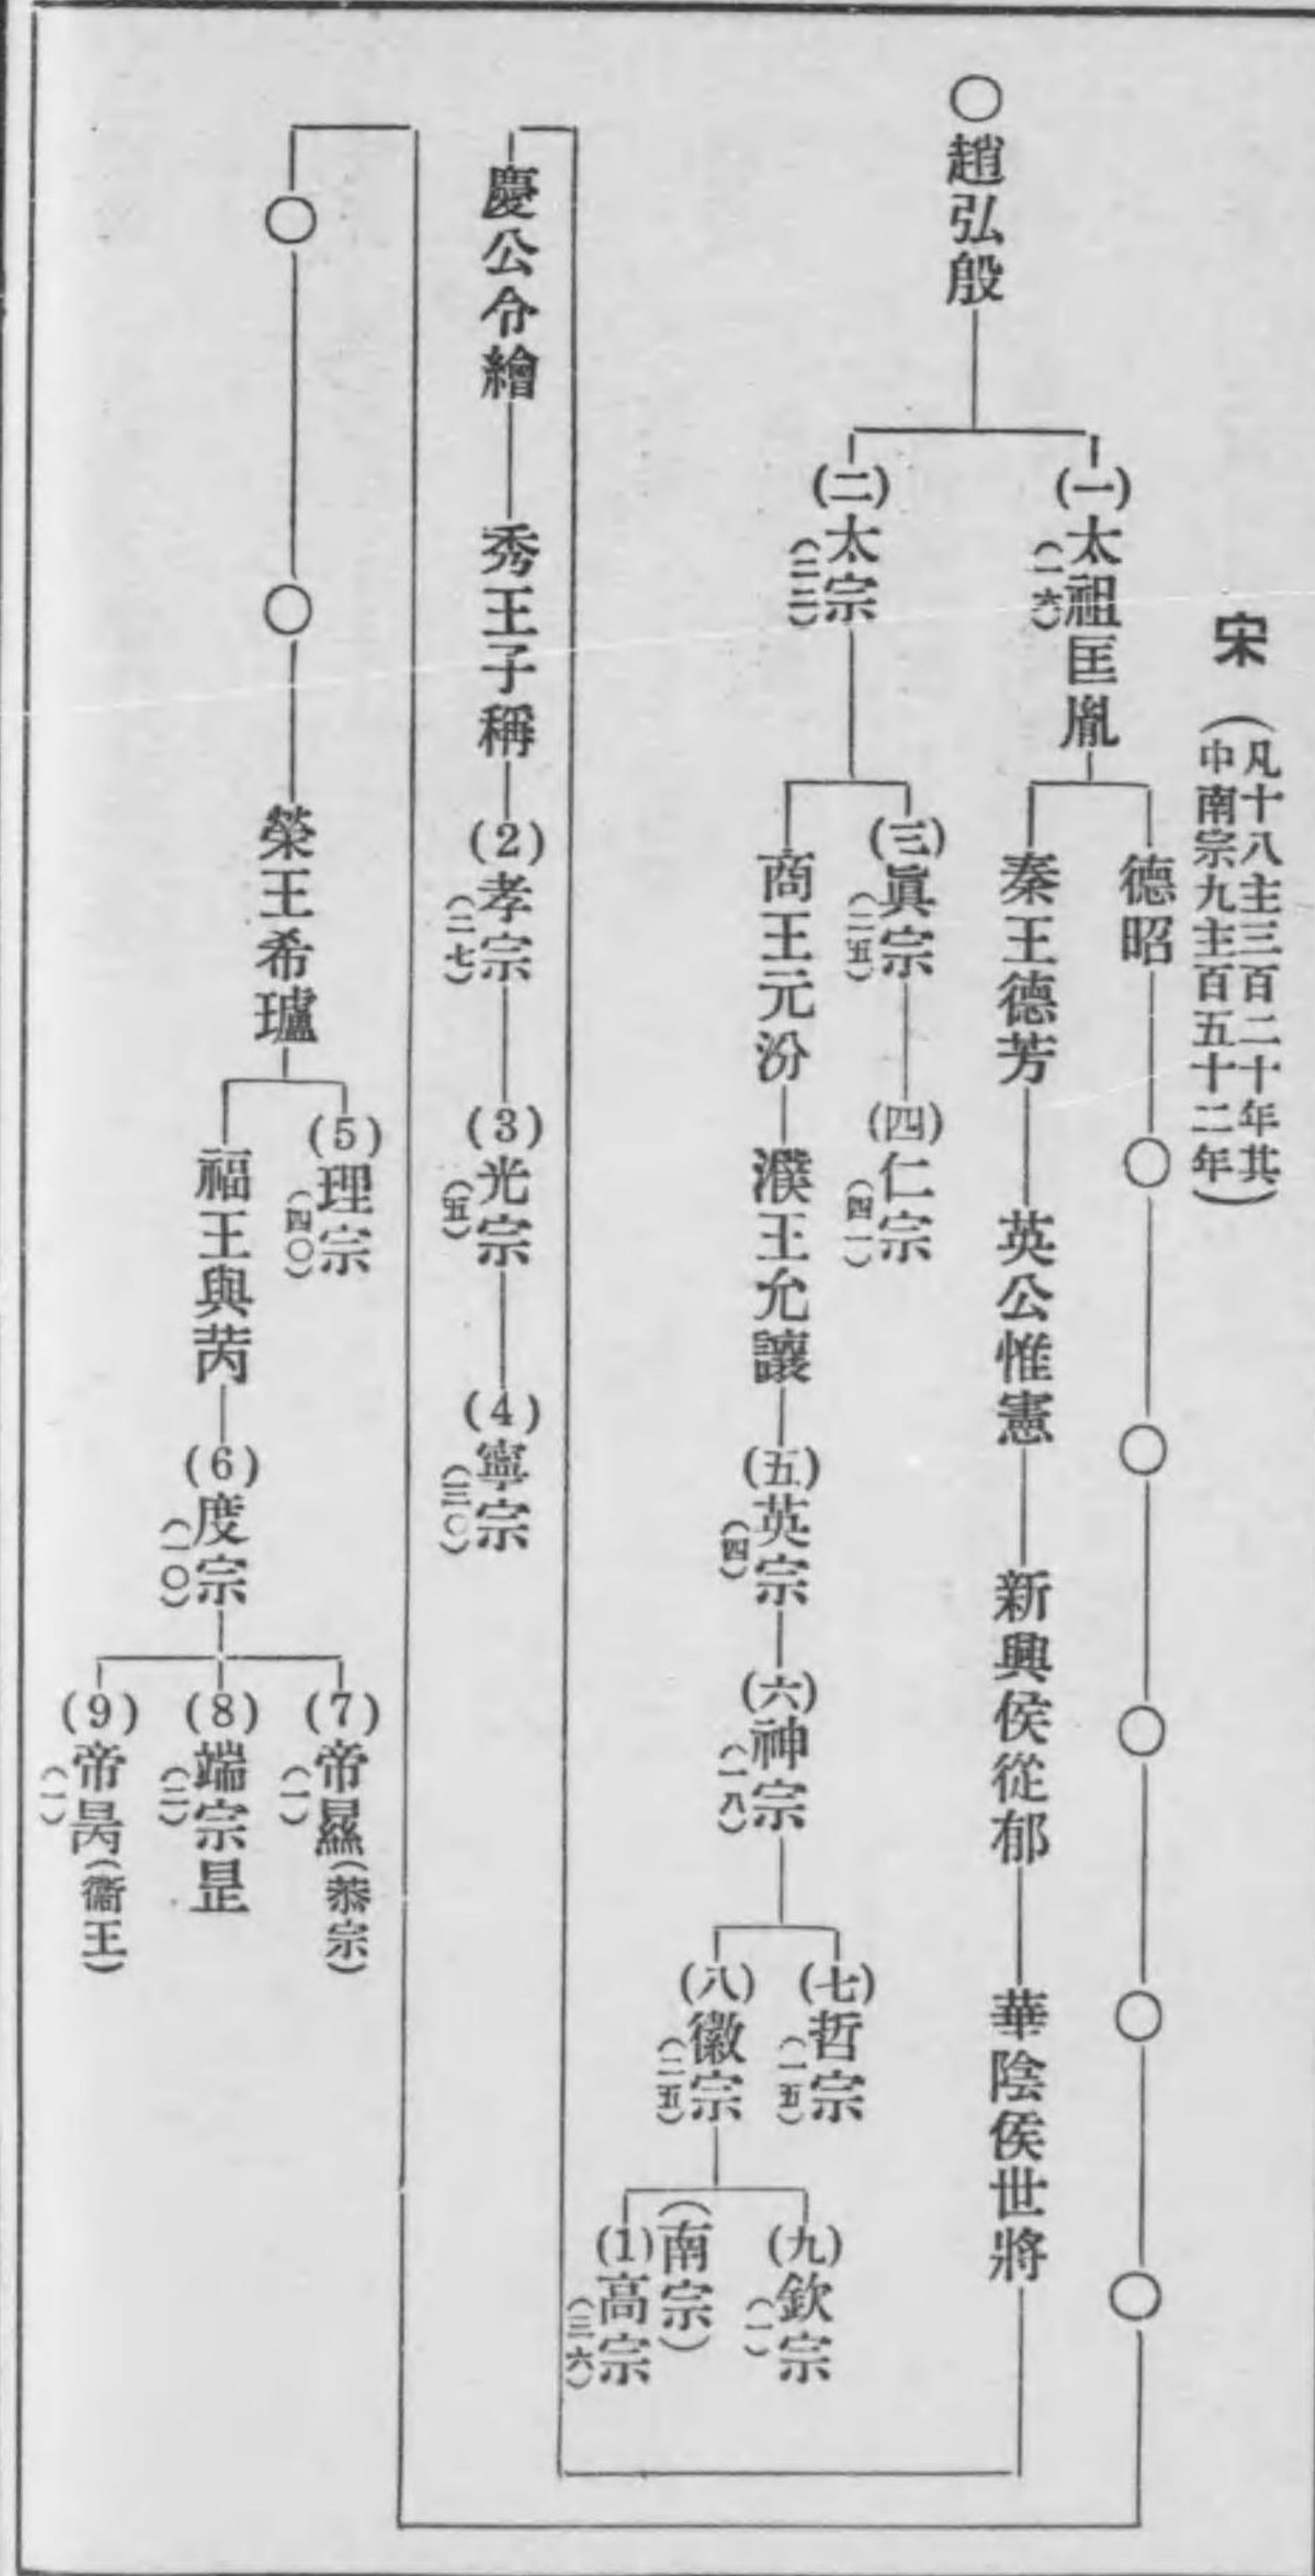 宋
(凡十八主三百二十年其
中南宗九主百五十二年)
○趙弘殷
(一)太祖匡胤
(一六)
(二)太宗
(二二)
德昭
○
○
○
○
○
秦王德芳
英公惟憲
新興侯從郁
華陰侯世將
(三)眞宗
(二五)
(四)仁宗
(四一)
商王元汾
濮王允讓
(五)英宗
(四)
(六)神宗
(一八)
(七)哲宗
(一五)
(八)徽宗
(二五)
(九)欽宗
(一)
(南宗)
(1)高宗
(三六)
慶公令繪
秀王子稱
(2)孝宗
(二七)
(3)光宗
(五)
(4)寧宗
(三〇)
○
○
榮王希瓐
(5)理宗
(四〇)
福王與芮
(6)度宗
(一〇)
(7)帝㬎(恭宗)
(一)
(8)端宗昰
(二)
(9)帝昺(衞王)
(一)